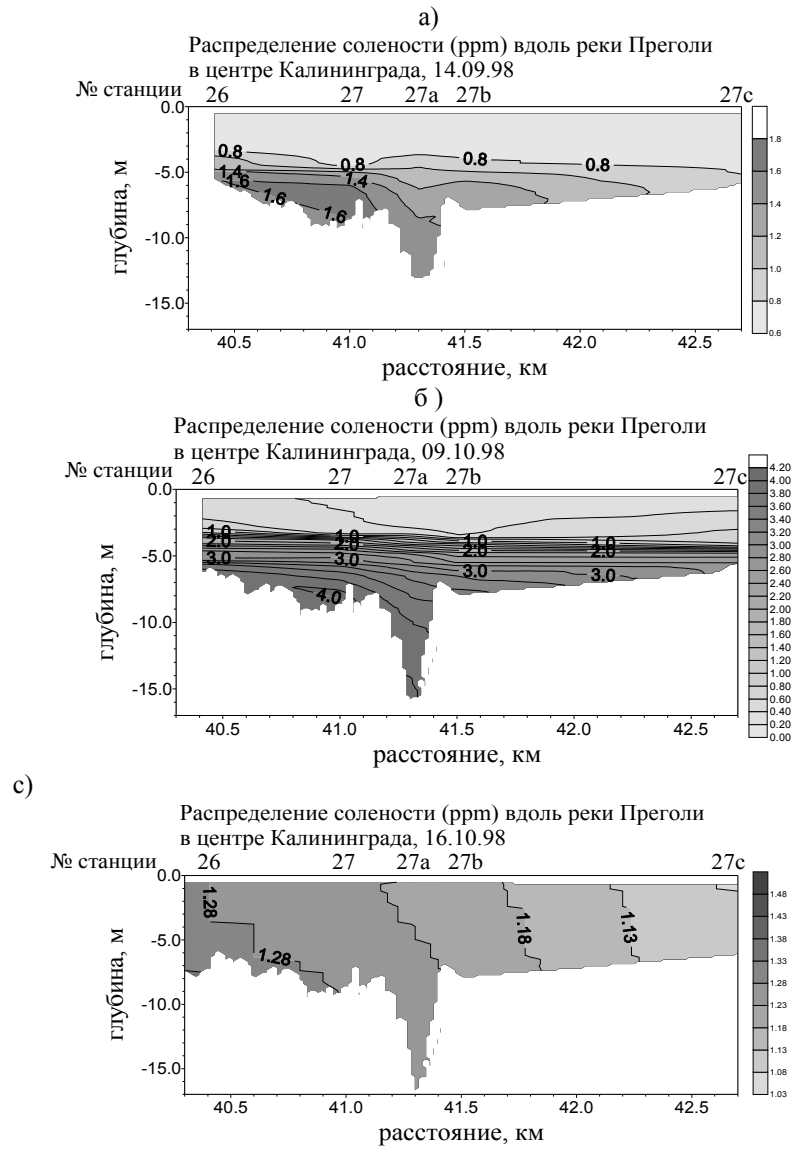 а)
Распределение солености (ppm) вдоль реки Преголи
в центре Калининграда, 14.09.98
№ станции 26 27 27a 27b 27c
0.0
-5.0
-10.0
-15.0
глубина, м
0.8 0.8 0.8 0.8
1.4 1.4
1.6 1.6 1.6
1.8
1.6
1.4
1.2
1.0
0.8
0.6
40.5 41.0 41.5 42.0 42.5
расстояние, км
б )
Распределение солености (ppm) вдоль реки Преголи
в центре Калининграда, 09.10.98
№ станции 26 27 27a 27b 27c
0.0
-5.0
-10.0
-15.0
глубина, м
1.0 1.0 1.0 1.0
2.0 2.0 2.0 2.0
3.0 3.0 3.0 3.0
4.0
4.20
4.00
3.80
3.60
3.40
3.20
3.00
2.80
2.60
2.40
2.20
2.00
1.80
1.60
1.40
1.20
1.00
0.80
0.60
0.40
0.20
0.00
40.5 41.0 41.5 42.0 42.5
расстояние, км
с)
Распределение солености (ppm) вдоль реки Преголи
в центре Калининграда, 16.10.98
№ станции 26 27 27a 27b 27c
0.0
-5.0
-10.0
-15.0
глубина, м
1.28 1.28 1.18 1.13
1.48
1.43
1.38
1.33
1.28
1.23
1.18
1.13
1.08
1.03
40.5 41.0 41.5 42.0 42.5
расстояние, км